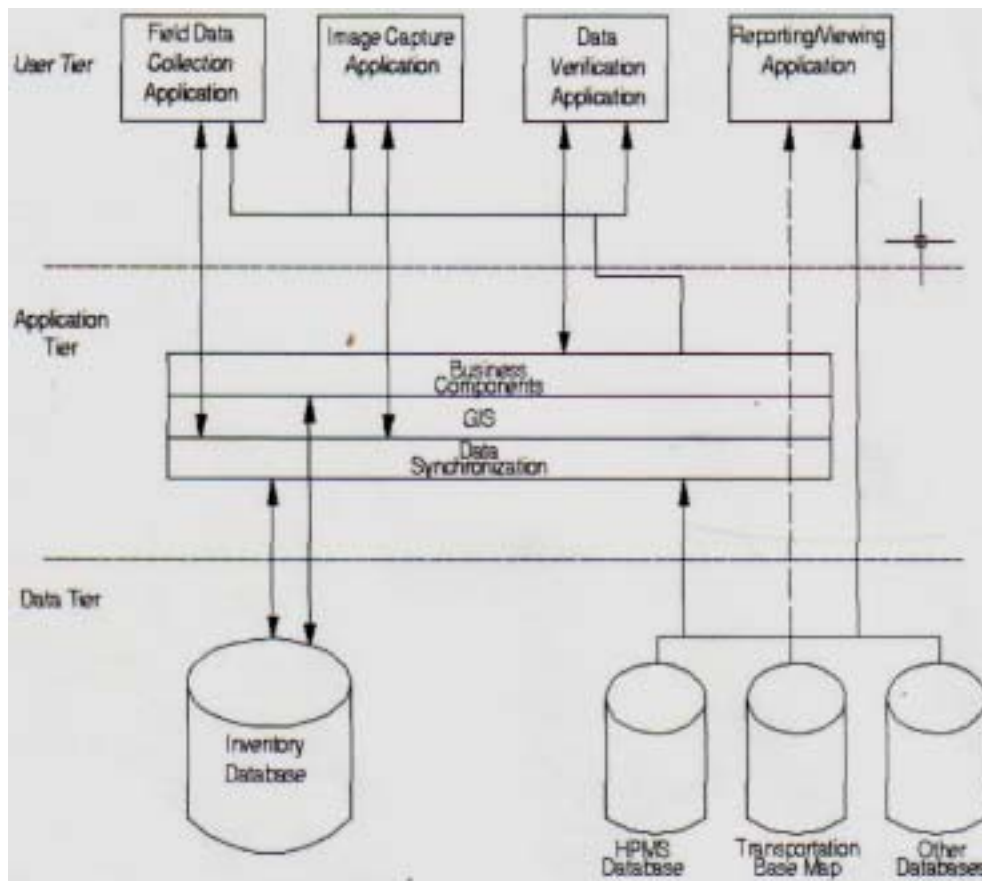 User Tier
Field Data
Collection
Application
Image Capture
Application
Data
Verification
Application
Reporting/Viewing
Application
Application
Tier
Business
Components
GIS
Data
Synchronization
Data Tier
Inventory
Database
HPMS
Database
Transportation
Base Map
Other
Databases